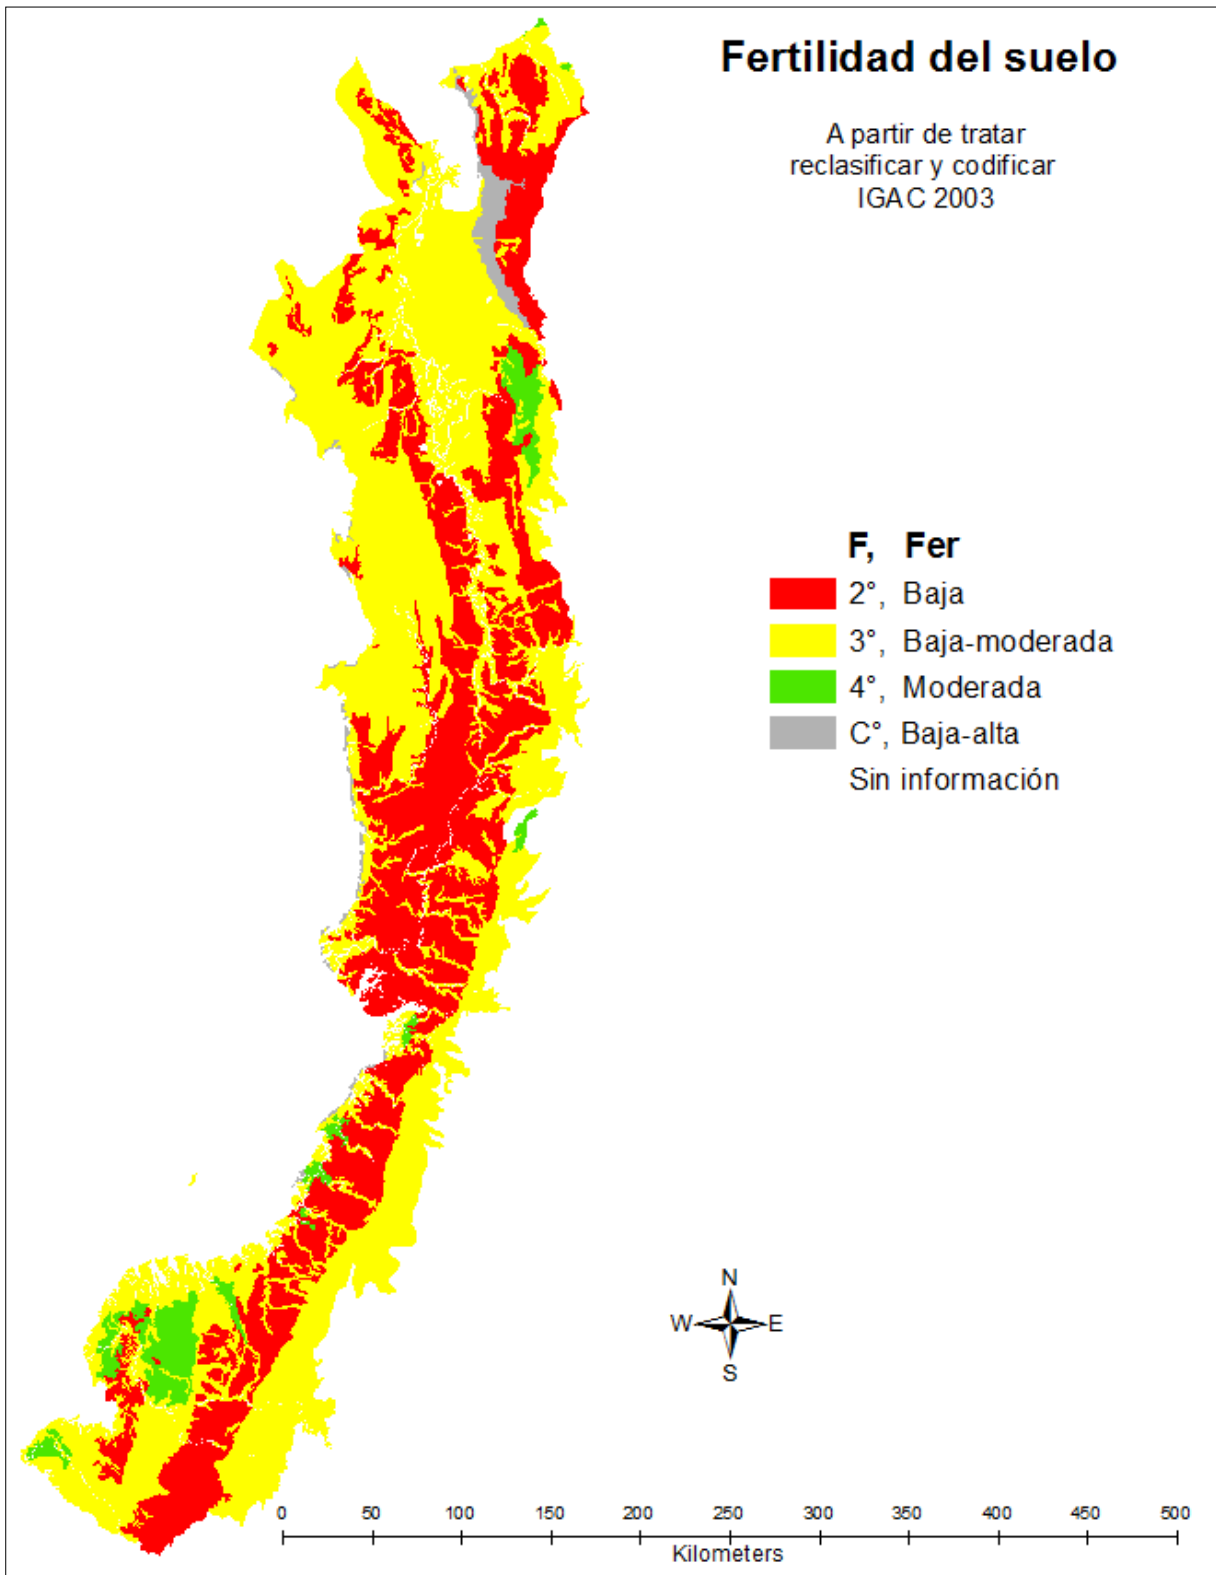 Fertilidad del suelo
A partir de tratar
reclasificar y codificar
IGAC 2003
F, Fer
2°, Baja
3°, Baja-moderada
4°, Moderada
C°, Baja-alta
Sin información
N
W E
S
0 50 100 150 200 250 300 350 400 450 500
Kilometers